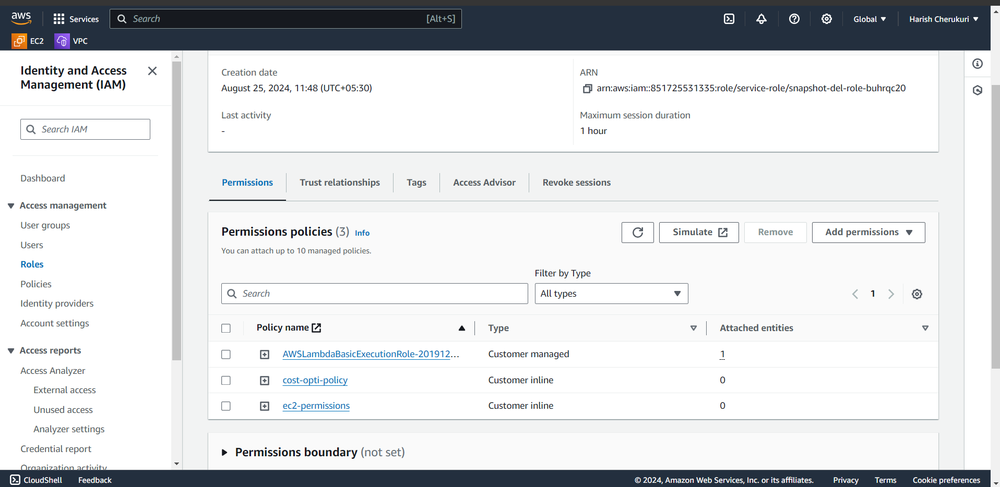 aws
Services
Search
[Alt+S]
Global
Harish Cherukuri
EC2
VPC
Identity and Access
Management (IAM)
Search IAM
Dashboard
Access management
User groups
Users
Roles
Policies
Identity providers
Account settings
Access reports
Access Analyzer
External access
Unused access
Analyzer settings
Credential report
Organization activity
Creation date
August 25, 2024, 11:48 (UTC+05:30)
ARN
arn:aws:iam::851725531335:role/service-role/snapshot-del-role-buhrqc20
Last activity
-
Maximum session duration
1 hour
Permissions
Trust relationships
Tags
Access Advisor
Revoke sessions
Permissions policies (3) Info
You can attach up to 10 managed policies.
Simulate
Remove
Add permissions
Filter by Type
Search
All types
1
Policy name
Type
Attached entities
AWSLambdaBasicExecutionRole-201912...
Customer managed
1
cost-opti-policy
Customer inline
0
ec2-permissions
Customer inline
0
Permissions boundary (not set)
CloudShell
Feedback
© 2024, Amazon Web Services, Inc. or its affiliates.
Privacy
Terms
Cookie preferences